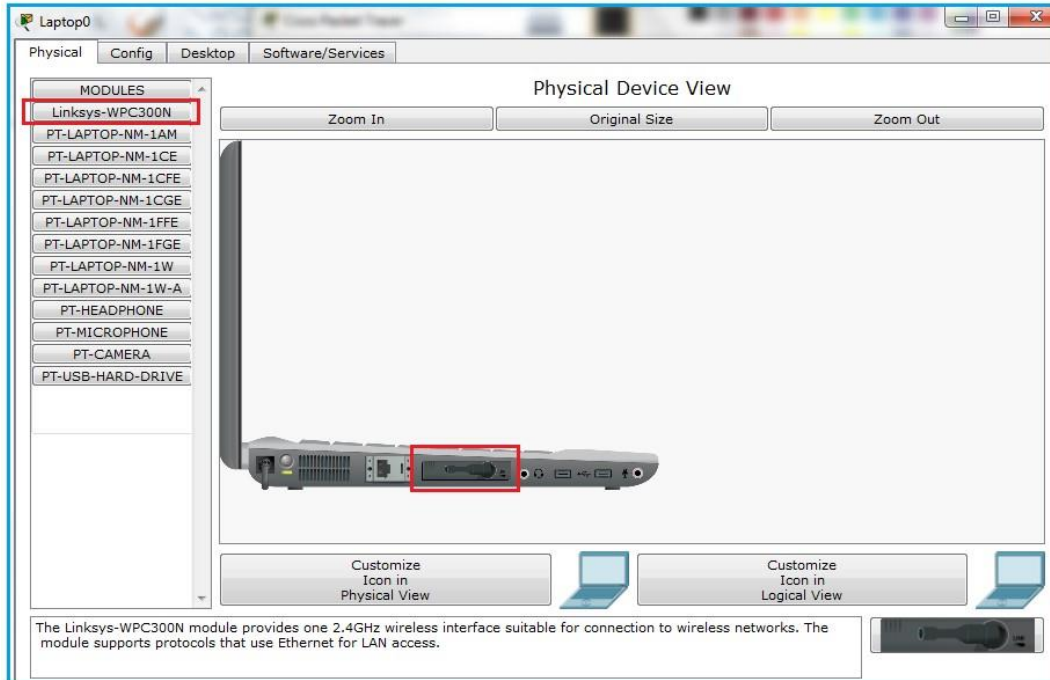 Laptop0
Cisco Packet Tracer
Physical Config Desktop Software/Services
MODULES
Linksys-WPC300N
PT-LAPTOP-NM-1AM
PT-LAPTOP-NM-1CE
PT-LAPTOP-NM-1CFE
PT-LAPTOP-NM-1CGE
PT-LAPTOP-NM-1FFE
PT-LAPTOP-NM-1FGE
PT-LAPTOP-NM-1W
PT-LAPTOP-NM-1W-A
PT-HEADPHONE
PT-MICROPHONE
PT-CAMERA
PT-USB-HARD-DRIVE
Physical Device View
Zoom In Original Size Zoom Out
Customize
Icon in
Physical View
Customize
Icon in
Logical View
The Linksys-WPC300N module provides one 2.4GHz wireless interface suitable for connection to wireless networks. The
module supports protocols that use Ethernet for LAN access.